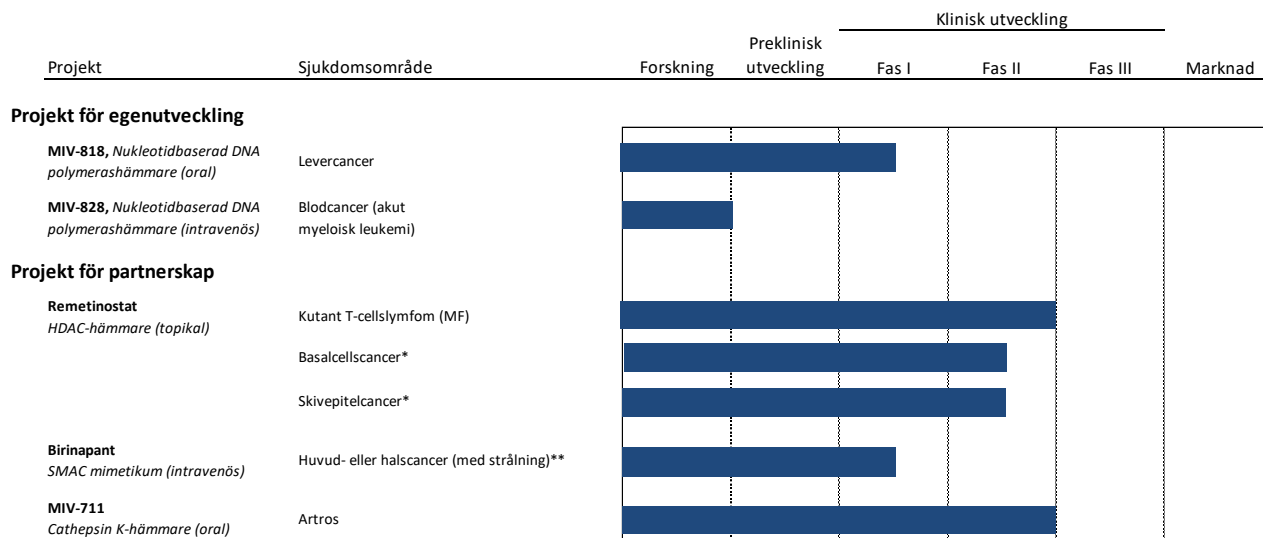 Klinisk utveckling
Projekt Sjukdomsområde Forskning Preklinisk utveckling Fas I Fas II Fas III Marknad
Projekt för egenutveckling
MIV-818, Nukleotidbaserad DNA
polymerashämmare (oral)
Levercancer
MIV-828, Nukleotidbaserad DNA
polymerashämmare (intravenös)
Blodcancer (akut
myeloisk leukemi)
Projekt för partnerskap
Remetinostat
HDAC-hämmare (topikal)
Kutant T-cellslymfom (MF)
Basalcellscancer*
Skivepitelcancer*
Birinapant
SMAC mimetikum (intravenös)
Huvud- eller halscancer (med strålning)**
MIV-711
Cathepsin K-hämmare (oral)
Artros